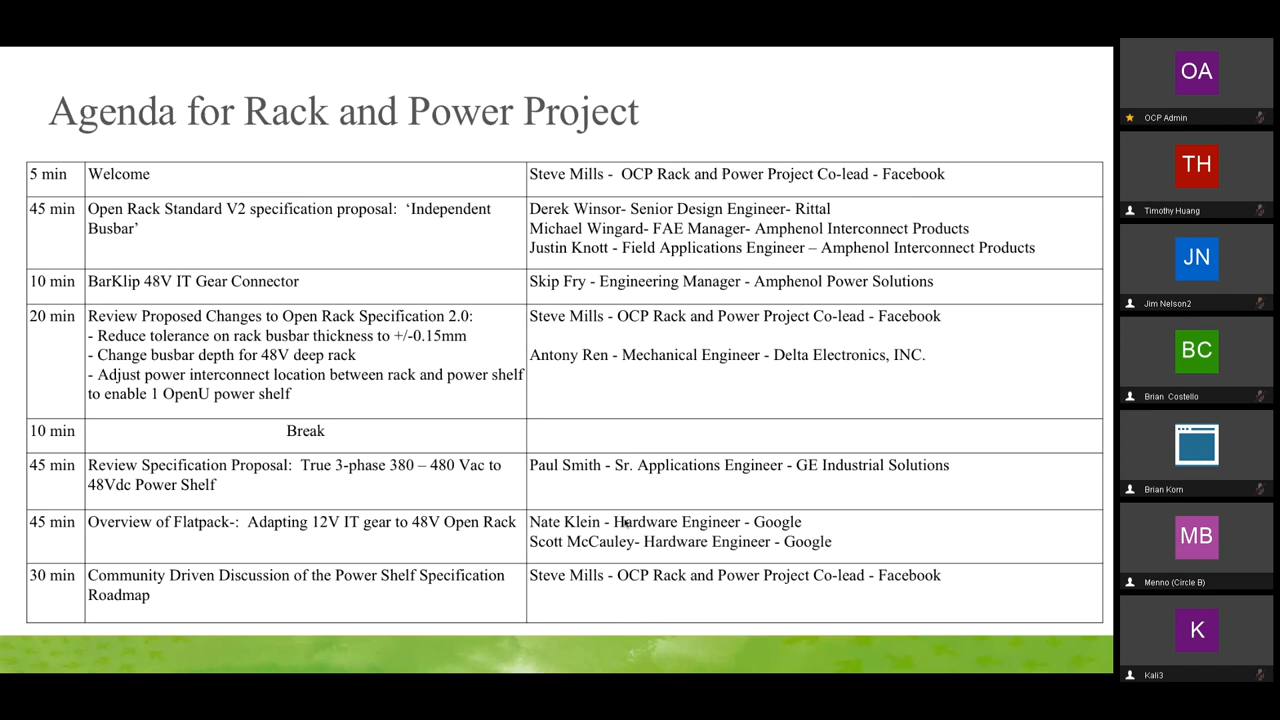 Agenda for Rack and Power Project
5 min Welcome Steve Mills - OCP Rack and Power Project Co-lead - Facebook
45 min Open Rack Standard V2 specification proposal: ‘Independent Busbar’
Derek Winsor- Senior Design Engineer- Rittal
Michael Wingard- FAE Manager- Amphenol Interconnect Products
Justin Knott - Field Applications Engineer – Amphenol Interconnect Products
10 min BarKlip 48V IT Gear Connector Skip Fry - Engineering Manager - Amphenol Power Solutions
20 min Review Proposed Changes to Open Rack Specification 2.0:
- Reduce tolerance on rack busbar thickness to +/-0.15mm
- Change busbar depth for 48V deep rack
- Adjust power interconnect location between rack and power shelf
to enable 1 OpenU power shelf
Steve Mills - OCP Rack and Power Project Co-lead - Facebook
Antony Ren - Mechanical Engineer - Delta Electronics, INC.
10 min Break
45 min Review Specification Proposal: True 3-phase 380 – 480 Vac to
48Vdc Power Shelf
Paul Smith - Sr. Applications Engineer - GE Industrial Solutions
45 min Overview of Flatpack-: Adapting 12V IT gear to 48V Open Rack
Nate Klein - Hardware Engineer - Google
Scott McCauley- Hardware Engineer - Google
30 min Community Driven Discussion of the Power Shelf Specification
Roadmap
Steve Mills - OCP Rack and Power Project Co-lead - Facebook
OA
OCP Admin
TH
Timothy Huang
JN
Jim Nelson2
BC
Brian Costello
Brian Korn
MB
Menno (Circle B)
K
Kali3